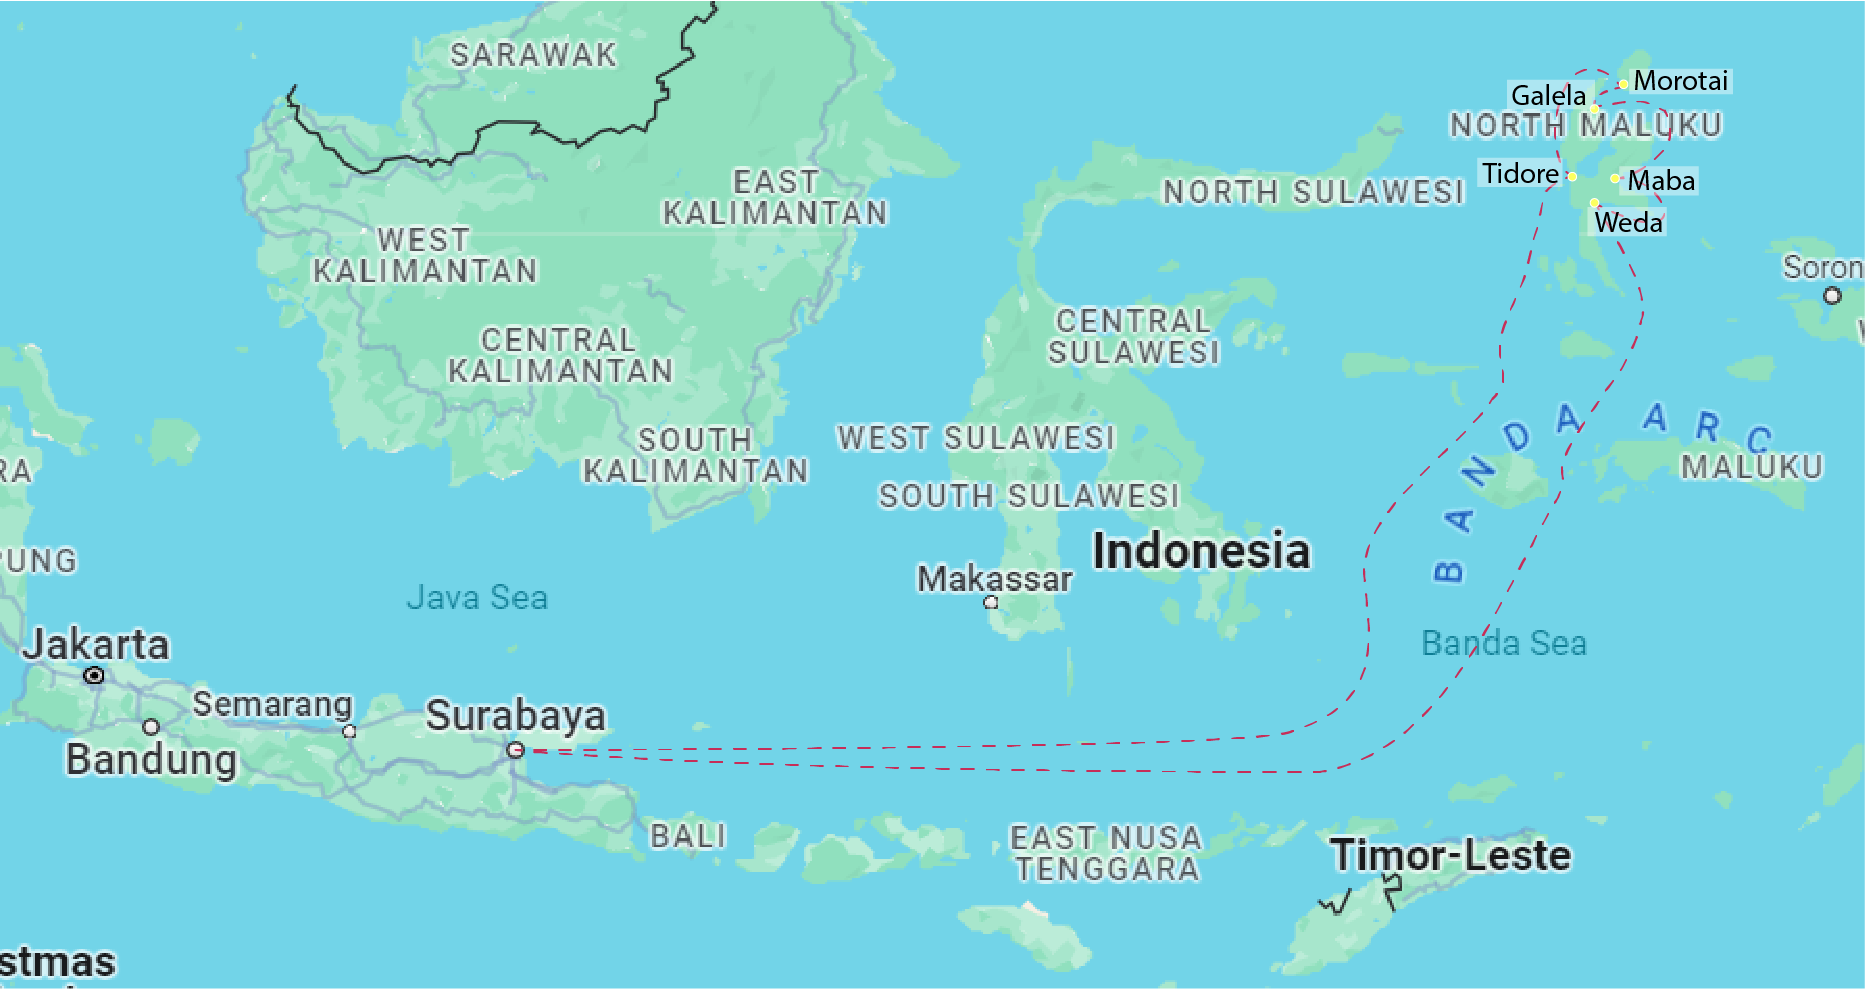 SARAWAK
Morotai
Galela
NORTH MALUKU
EAST
KALIMANTAN
NORTH SULAWESI
Tidore
Maba
Weda
WEST
KALIMANTAN
Soron
CENTRAL
KALIMANTAN
CENTRAL
SULAWESI
BANDA ARC
MALUKU
SOUTH
KALIMANTAN
WEST SULAWESI
SOUTH SULAWESI
RA
PUNG
Indonesia
Makassar
Java Sea
Banda Sea
Jakarta
Semarang
Surabaya
Bandung
BALI
EAST NUSA
TENGGARA
Timor-Leste
stmas